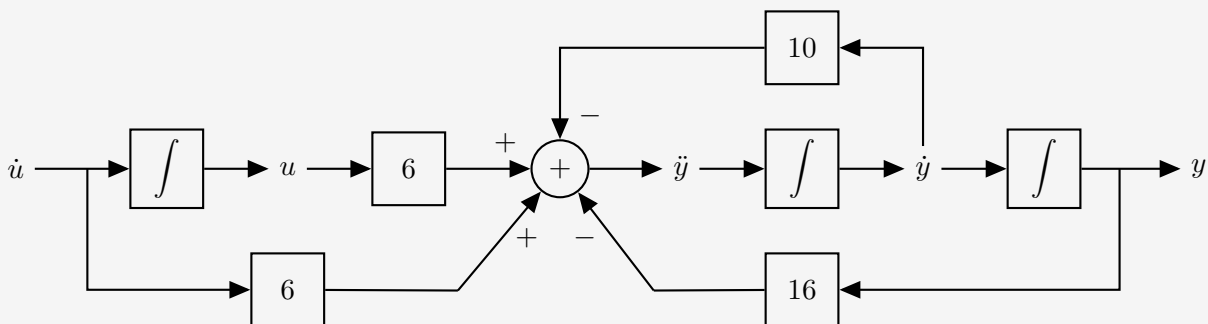 10
−
u̇ ∫ u 6 + + ÿ ∫ ẏ ∫ y
+ −
6 16